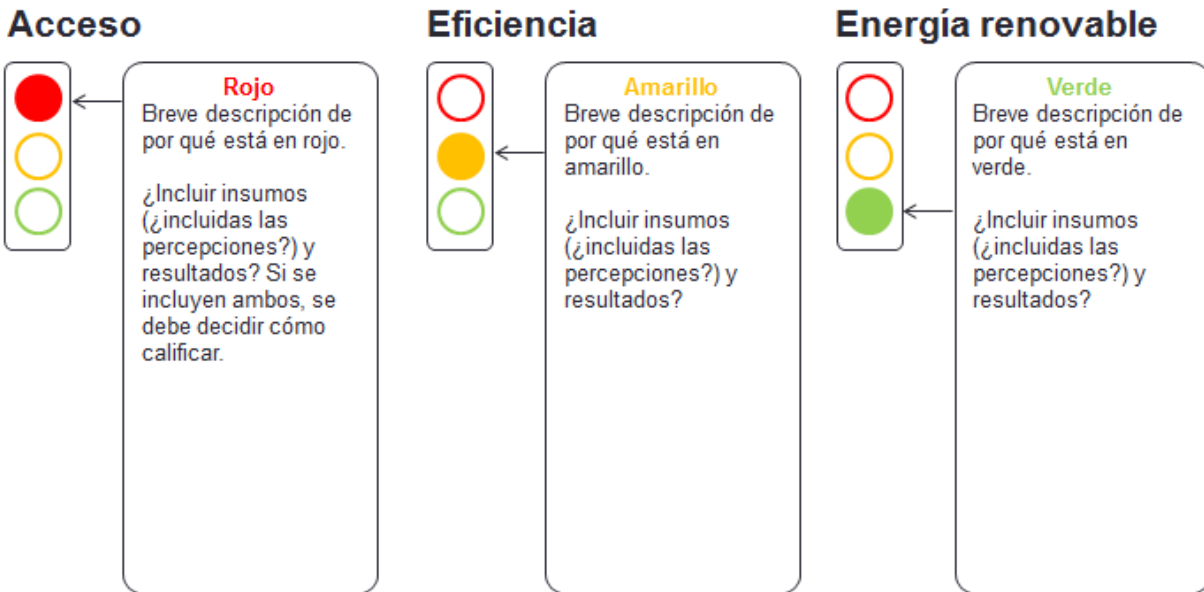 Acceso
Rojo
Breve descripción de
por qué está en rojo.
¿Incluir insumos
(¿incluidas las
percepciones?) y
resultados? Si se
incluyen ambos, se
debe decidir cómo
calificar.
Eficiencia
Amarillo
Breve descripción de
por qué está en
amarillo.
¿Incluir insumos
(¿incluidas las
percepciones?) y
resultados?
Energía renovable
Verde
Breve descripción de
por qué está en
verde.
¿Incluir insumos
(¿incluidas las
percepciones?) y
resultados?